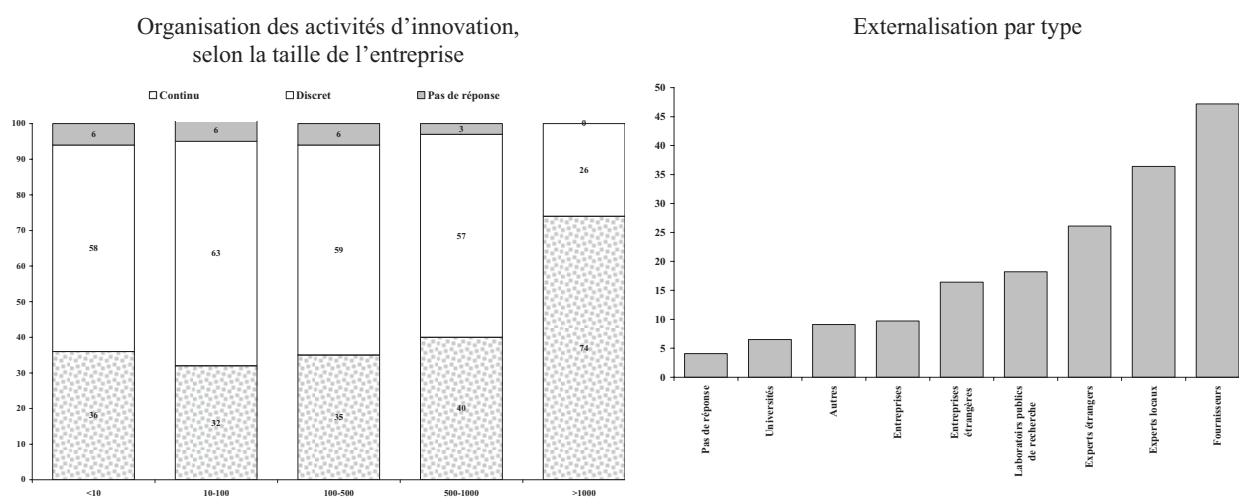 Organisation des activités d’innovation,
selon la taille de l’entreprise
Continu Discret Pas de réponse
100
90
80
70
60
50
40
30
20
10
0
6 6 6 3 0
58 63 59 57 26
36 32 35 40 74
<10 10-100 100-500 500-1000 >1000
Externalisation par type
50
45
40
35
30
25
20
15
10
5
0
Pas de réponse
Universités
Autres
Entreprises
Entreprises
étrangères
Laboratoirs publics
de recherche
Experts étrangers
Experts locaux
Fournisseurs